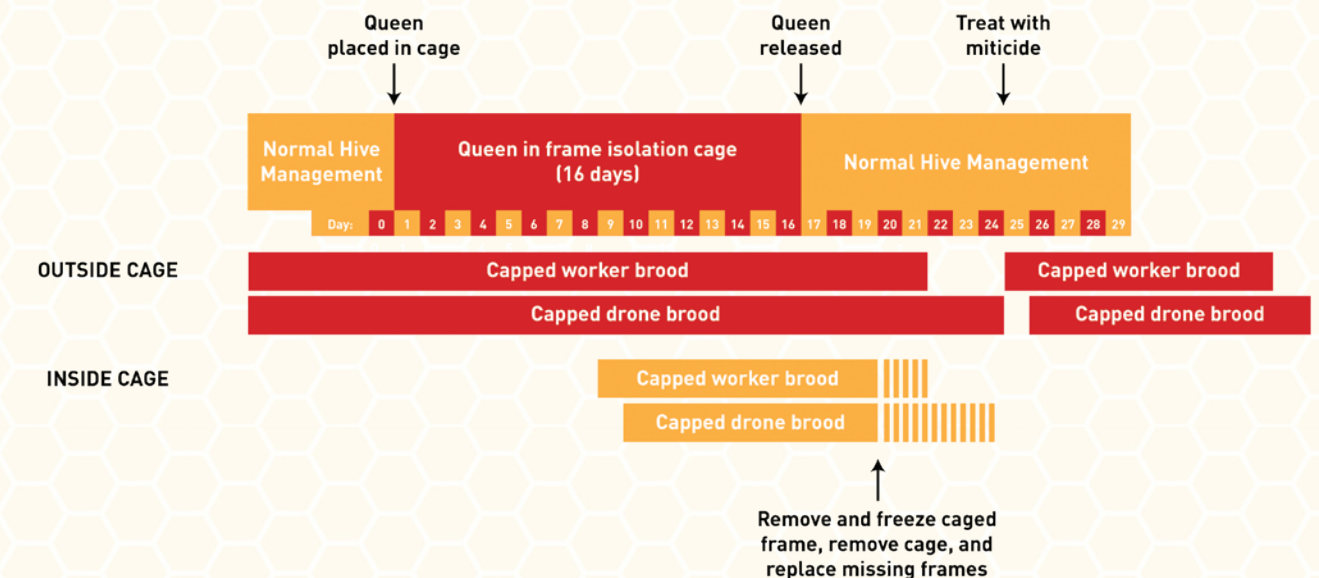 Queen
placed in cage
Queen
released
Treat with
miticide
Normal Hive
Management
Queen in frame isolation cage
(16 days)
Normal Hive Management
Day: 0 1 2 3 4 5 6 7 8 9 10 11 12 13 14 15 16 17 18 19 20 21 22 23 24 25 26 27 28 29
OUTSIDE CAGE
Capped worker brood
Capped worker brood
Capped drone brood
Capped drone brood
INSIDE CAGE
Capped worker brood
Capped drone brood
Remove and freeze caged
frame, remove cage, and
replace missing frames